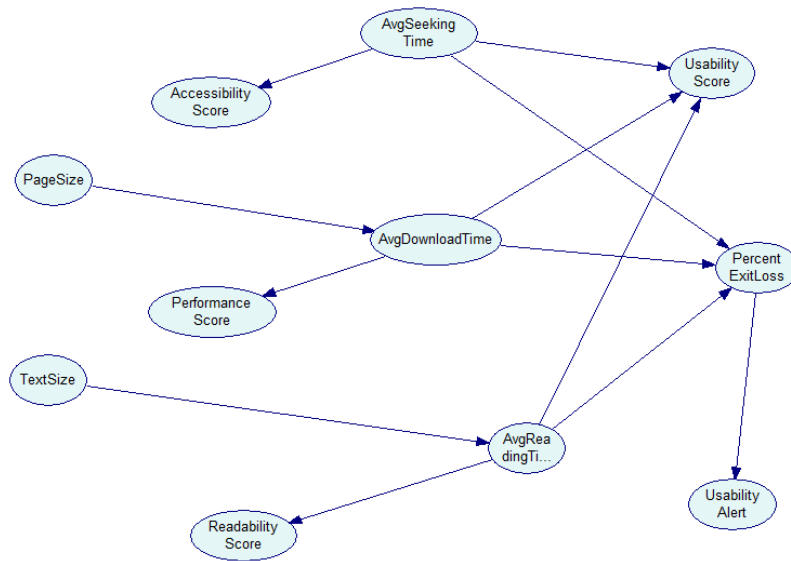 AvgSeeking
Time
Usability
Score
Accessibility
Score
PageSize
AvgDownloadTime
Percent
ExitLoss
Performance
Score
TextSize
AvgRea
dingTi...
Usability
Alert
Readability
Score